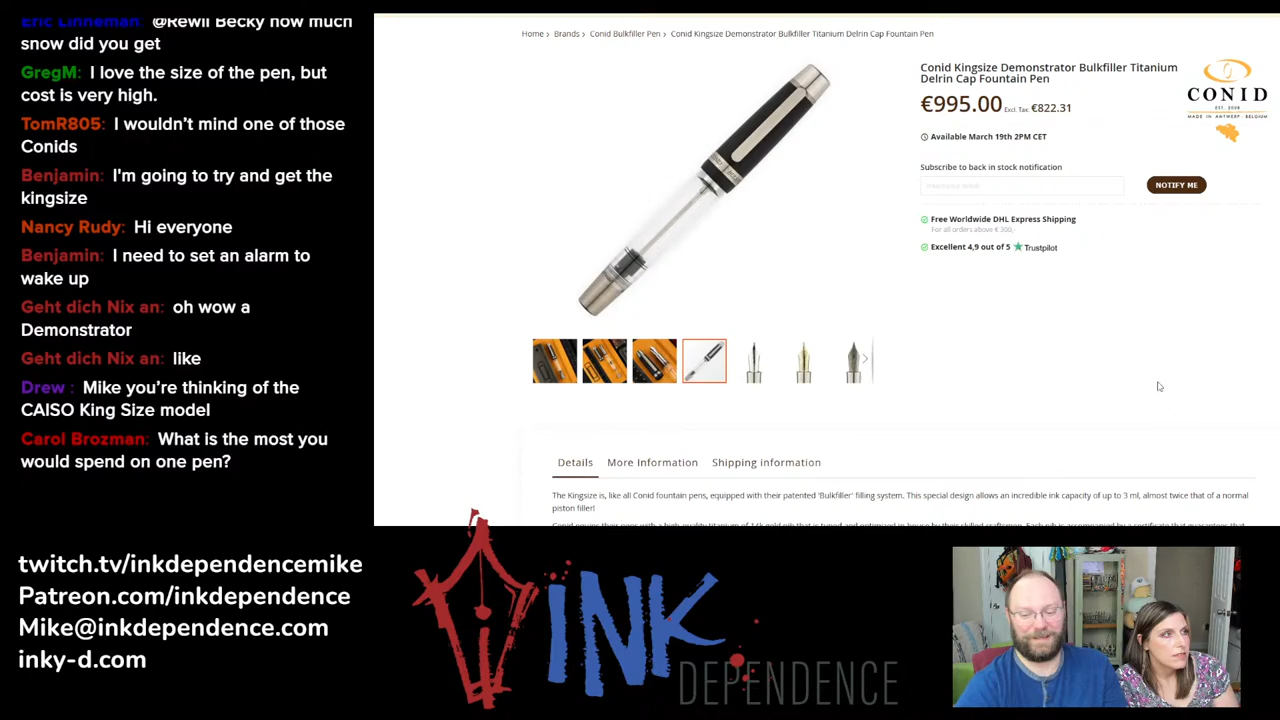 Eric Linneman: @Rewil Becky how much
snow did you get
GregM: I love the size of the pen, but
cost is very high.
TomR805: I wouldn't mind one of those
Conids
Benjamin: I'm going to try and get the
kingsize
Nancy Rudy: Hi everyone
Benjamin: I need to set an alarm to
wake up
Geht dich Nix an: oh wow a
Demonstrator
Geht dich Nix an: like
Drew : Mike you're thinking of the
CAISO King Size model
Carol Brozman: What is the most you
would spend on one pen?
Home › Brands › Conid Bulkfiller Pen › Conid Kingsize Demonstrator Bulkfiller Titanium Delrin Cap Fountain Pen
Conid Kingsize Demonstrator Bulkfiller Titanium
Delrin Cap Fountain Pen
€995.00 Excl. Tax €822.31
Available March 19th 2PM CET
Subscribe to back in stock notification
NOTIFY ME
Free Worldwide DHL Express Shipping
For all orders above € 300,-
Excellent 4,9 out of 5 Trustpilot
CONID
EST. 2008
MADE IN ANTWERP · BELGIUM
Details More Information Shipping information
The Kingsize is, like all Conid fountain pens, equipped with their patented 'Bulkfiller' filling system. This special design allows an incredible ink capacity of up to 3 ml, almost twice that of a normal
piston filler!
twitch.tv/inkdependencemike
Patreon.com/inkdependence
Mike@inkdependence.com
inky-d.com
INK
DEPENDENCE